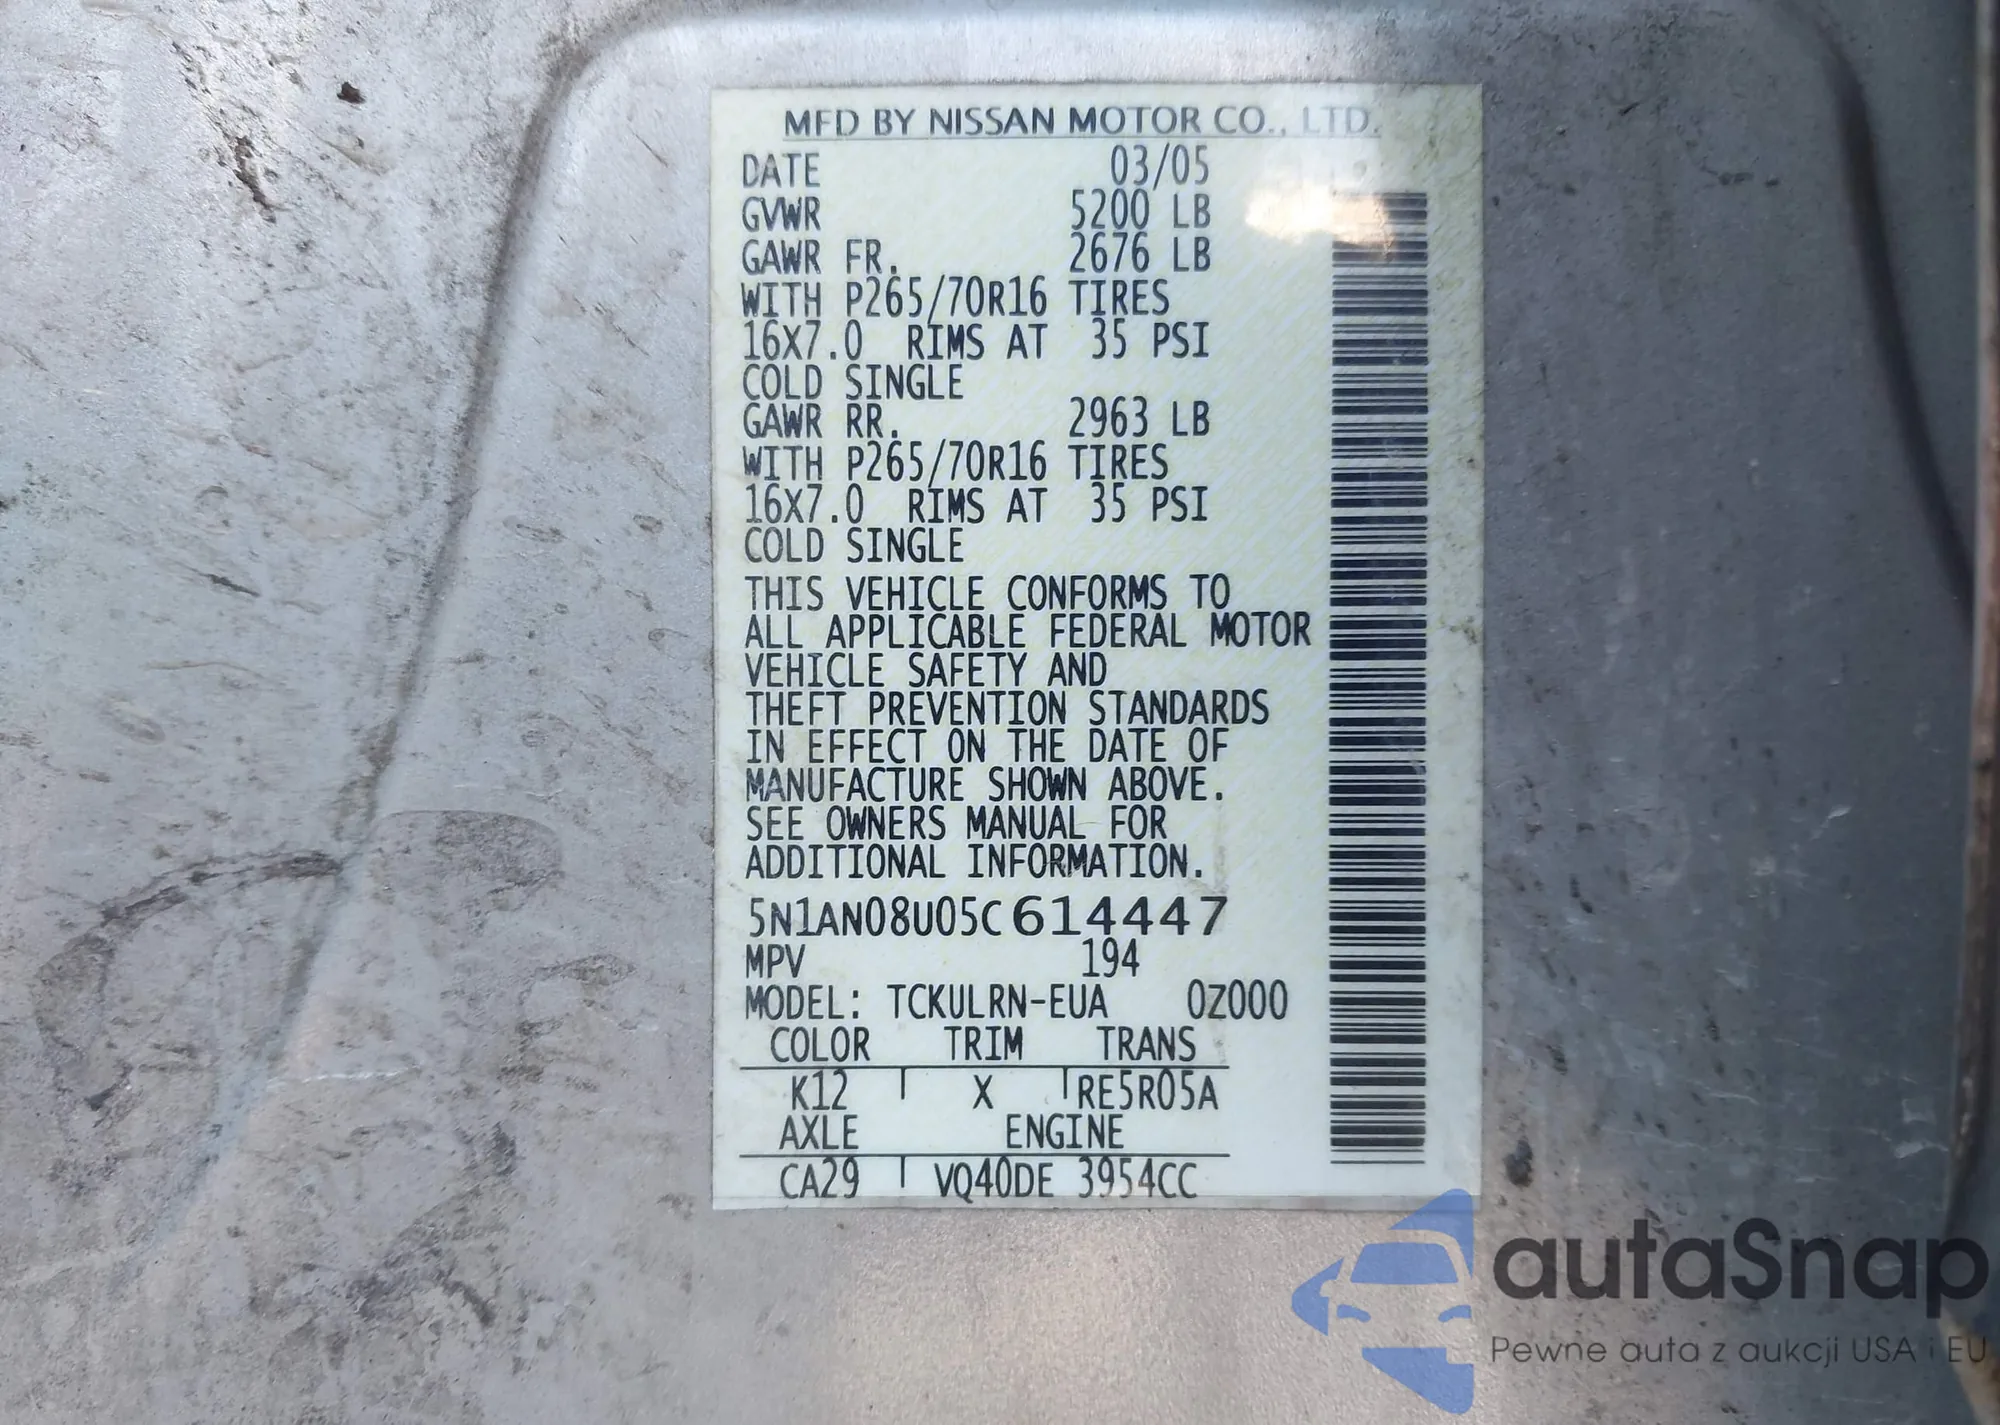 MFD BY NISSAN MOTOR CO., LTD.
DATE 03/05
GVWR 5200 LB
GAWR FR. 2676 LB
WITH P265/70R16 TIRES
16X7.0 RIMS AT 35 PSI
COLD SINGLE
GAWR RR. 2963 LB
WITH P265/70R16 TIRES
16X7.0 RIMS AT 35 PSI
COLD SINGLE
THIS VEHICLE CONFORMS TO
ALL APPLICABLE FEDERAL MOTOR
VEHICLE SAFETY AND
THEFT PREVENTION STANDARDS
IN EFFECT ON THE DATE OF
MANUFACTURE SHOWN ABOVE.
SEE OWNERS MANUAL FOR
ADDITIONAL INFORMATION.
5N1AN08U05C614447
MPV 194
MODEL: TCKULRN-EUA 0Z000
COLOR TRIM TRANS
K12 X RE5R05A
AXLE ENGINE
CA29 VQ40DE 3954CC
autaSnap
Pewne auta z aukcji USA i EU